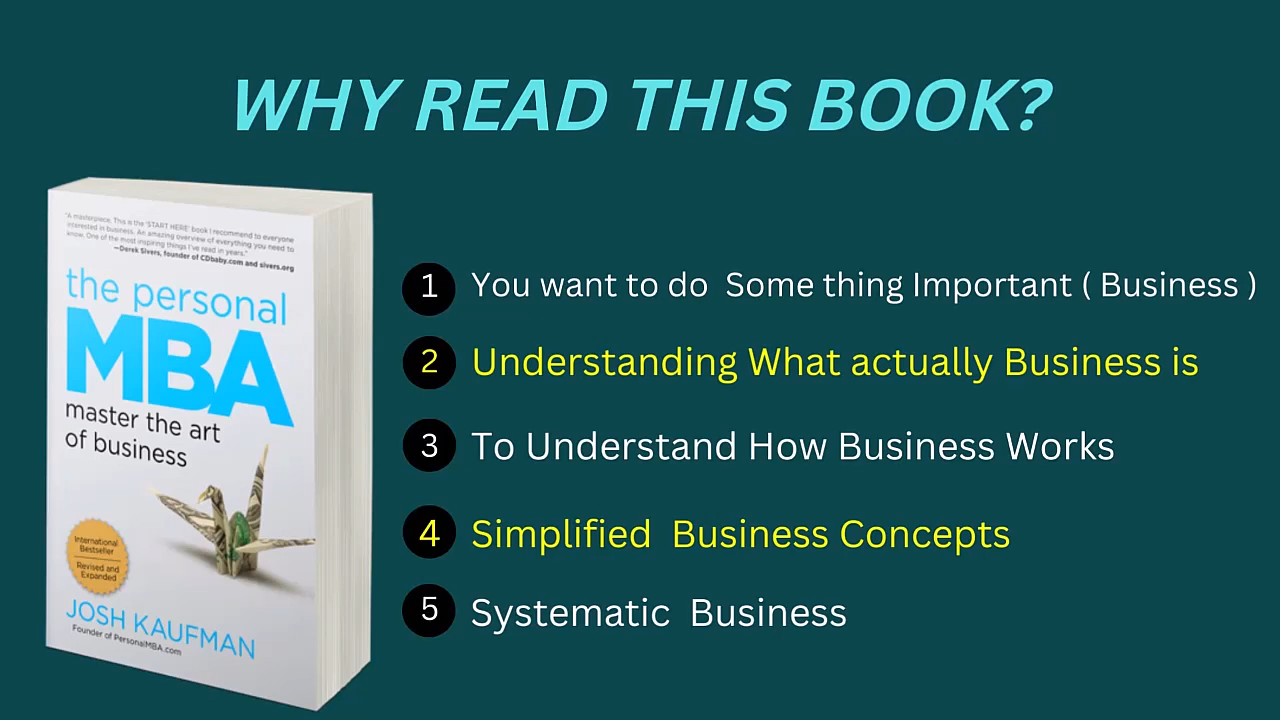 WHY READ THIS BOOK?
"A masterpiece. This is the 'START HERE' book I recommend to everyone
interested in business. An amazing overview of everything you need to
know. One of the most inspiring things I've read in years."
—Derek Sivers, founder of CDbaby.com and sivers.org
the personal
MBA
master the art
of business
International
Bestseller
Revised and
Expanded
JOSH KAUFMAN
Founder of PersonalMBA.com
1 You want to do Some thing Important ( Business )
2 Understanding What actually Business is
3 To Understand How Business Works
4 Simplified Business Concepts
5 Systematic Business